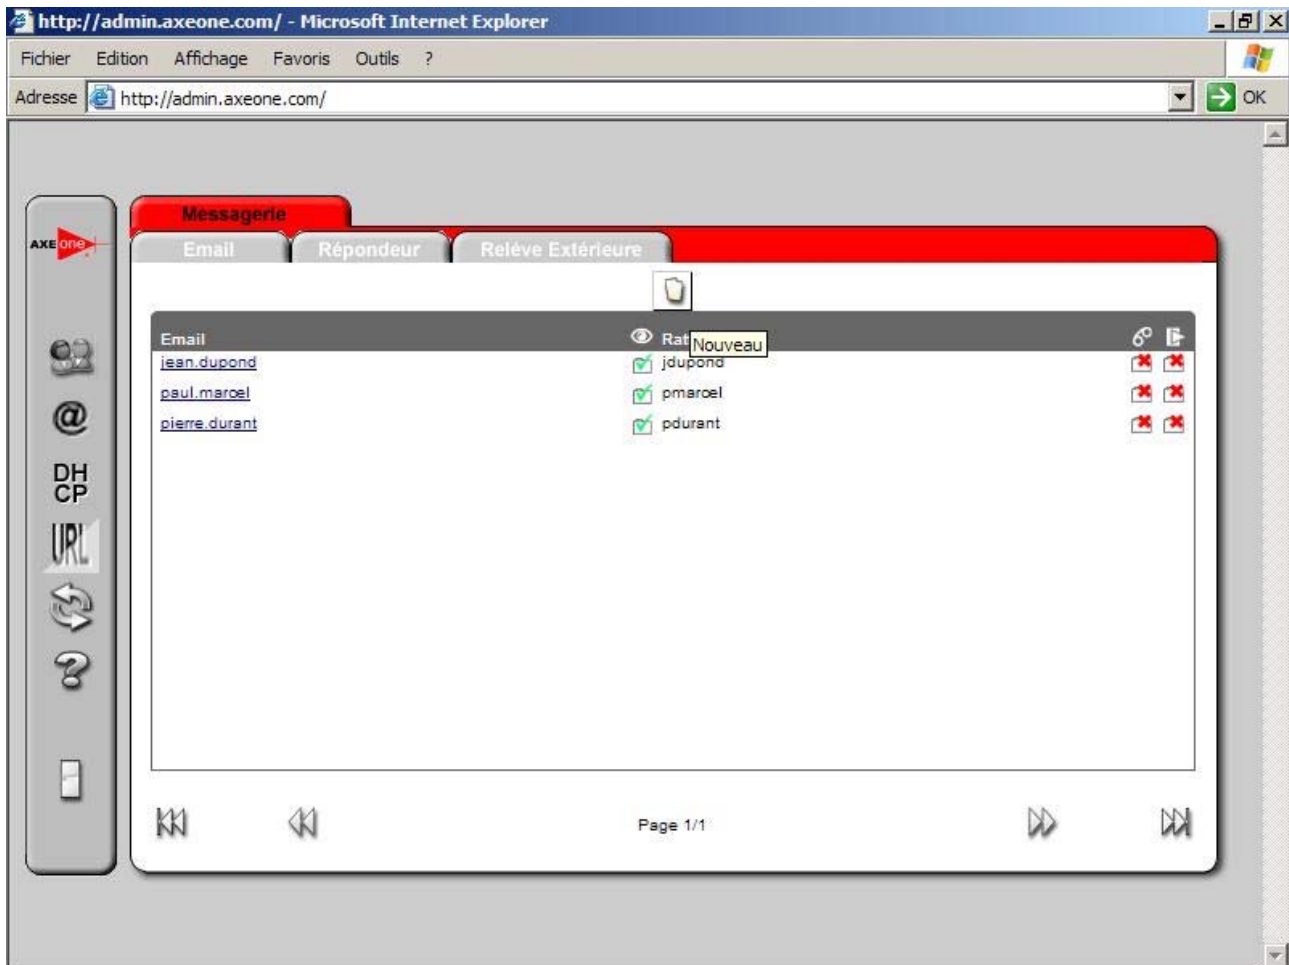 http://admin.axeone.com/ - Microsoft Internet Explorer
Fichier Edition Affichage Favoris Outils ?
Adresse http://admin.axeone.com/ OK
Messagerie
AXE one
Email Répondeur Reléve Extérieure
Email Rat
Nouveau
jean.dupond jdupond
paul.marcel pmarcel
pierre.durant pdurant
@
DH
CP
URL
Page 1/1